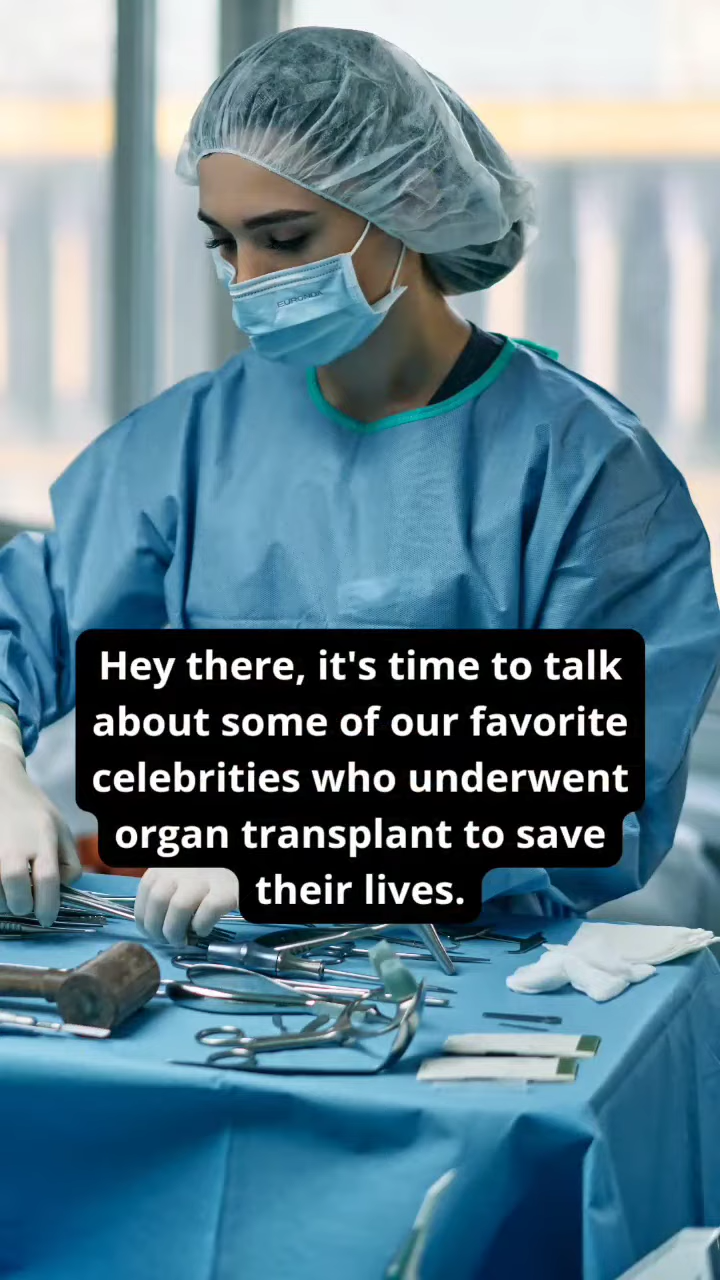 Hey there, it's time to talk
about some of our favorite
celebrities who underwent
organ transplant to save
their lives.